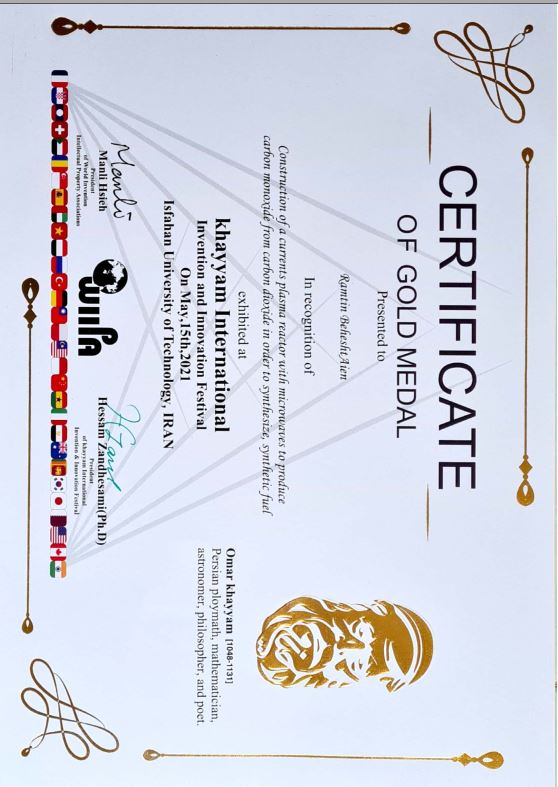 CERTIFICATE
OF GOLD MEDAL
Presented to
Ramtin BeheshtAien
In recognition of
Construction of a currents plasma reactor with microwaves to produce
carbon monoxide from carbon dioxide in order to synthesize, synthetic fuel
exhibited at
khayyam International
Invention and Innovation Festival
On May,15th,2021
Isfahan University of Technology, IRAN
Omar khayyam [1048-1131]
Persian ploymath, mathematician,
astronomer, philosopher, and poet.
Manli
Manli Hsieh
President
of World Invention
Intellectual Property Associations
wiipa
Hessam Zandhesami(Ph.D)
President
of khayyam International
Invention & Innovation Festival